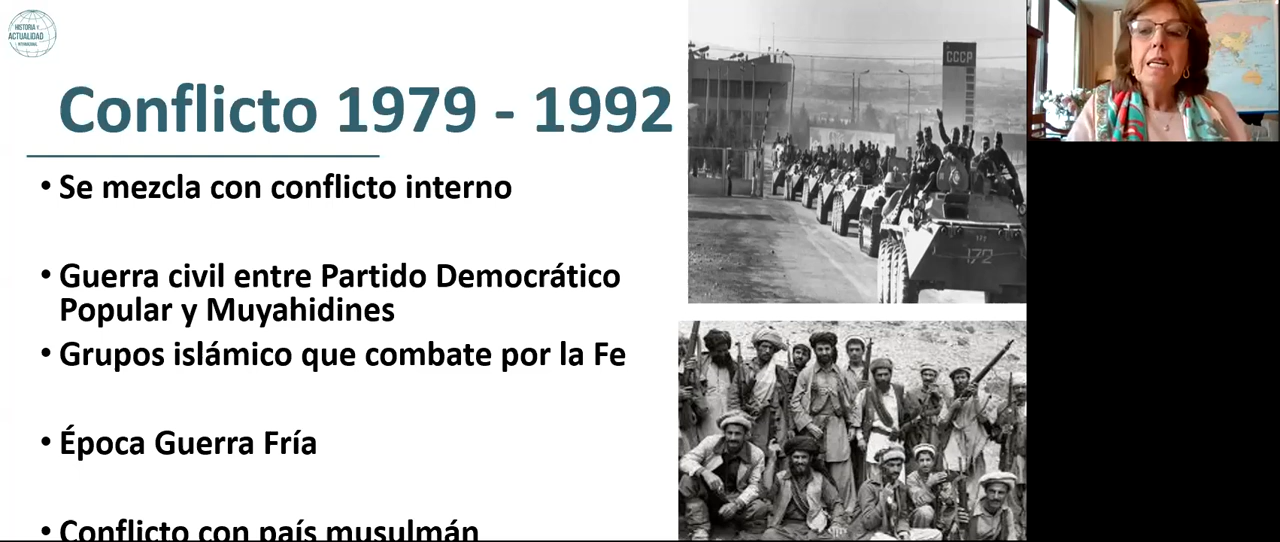 HISTORIA Y
ACTUALIDAD
INTERNACIONAL
Conflicto 1979 - 1992
• Se mezcla con conflicto interno
• Guerra civil entre Partido Democrático
Popular y Muyahidines
• Grupos islámico que combate por la Fe
• Época Guerra Fría
• Conflicto con país musulmán
CCCP
172